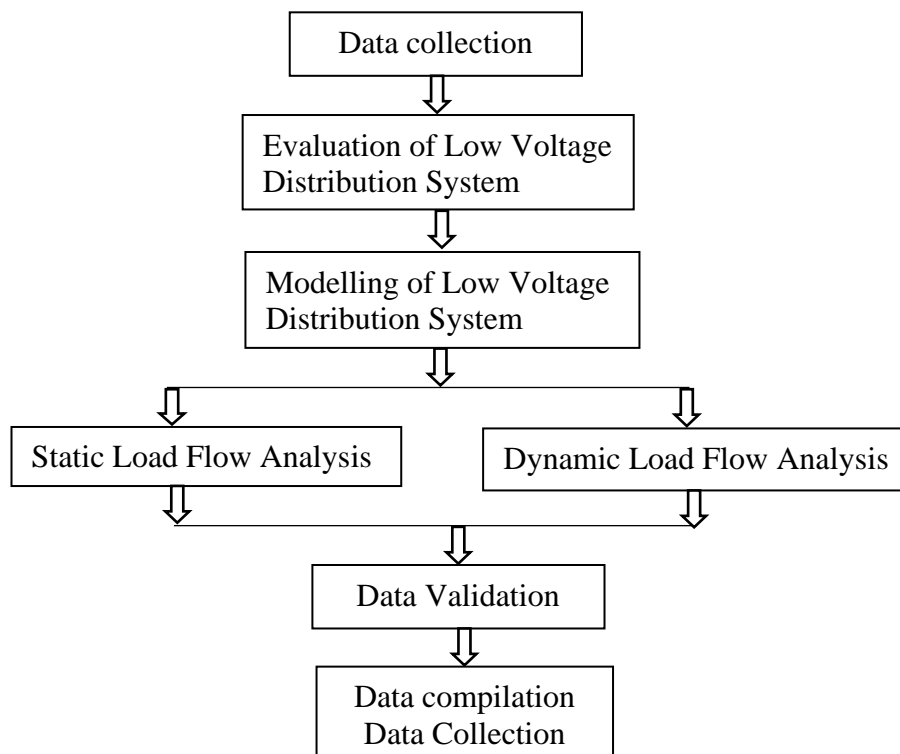 Data collection
Evaluation of Low Voltage
Distribution System
Modelling of Low Voltage
Distribution System
Static Load Flow Analysis
Dynamic Load Flow Analysis
Data Validation
Data compilation
Data Collection